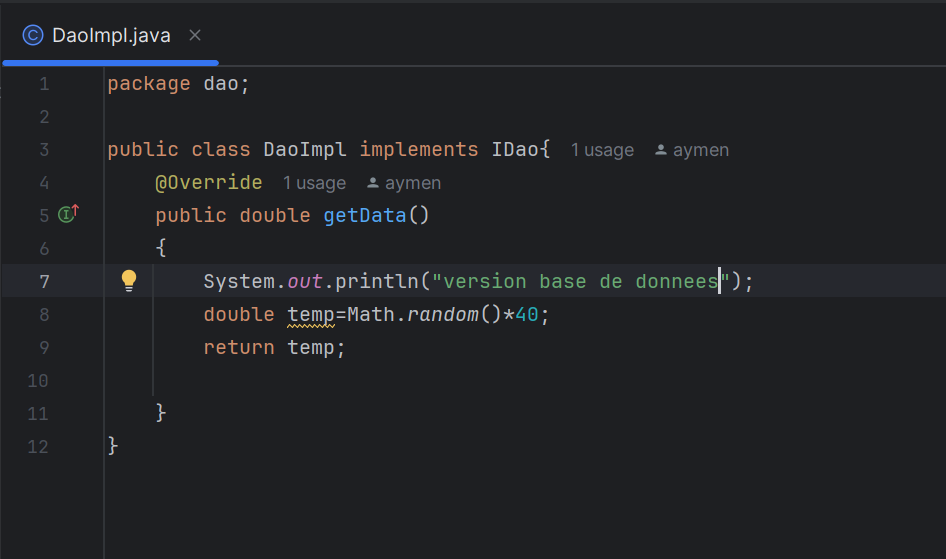 DaoImpl.java
1 package dao;
2
3 public class DaoImpl implements IDao{ 1 usage aymen
4 @Override 1 usage aymen
5 public double getData()
6 {
7 System.out.println("version base de donnees");
8 double temp=Math.random()*40;
9 return temp;
10
11 }
12 }